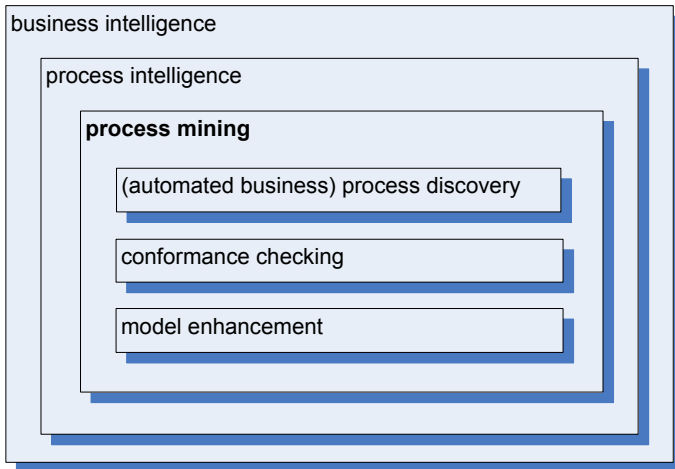 business intelligence
process intelligence
process mining
(automated business) process discovery
conformance checking
model enhancement